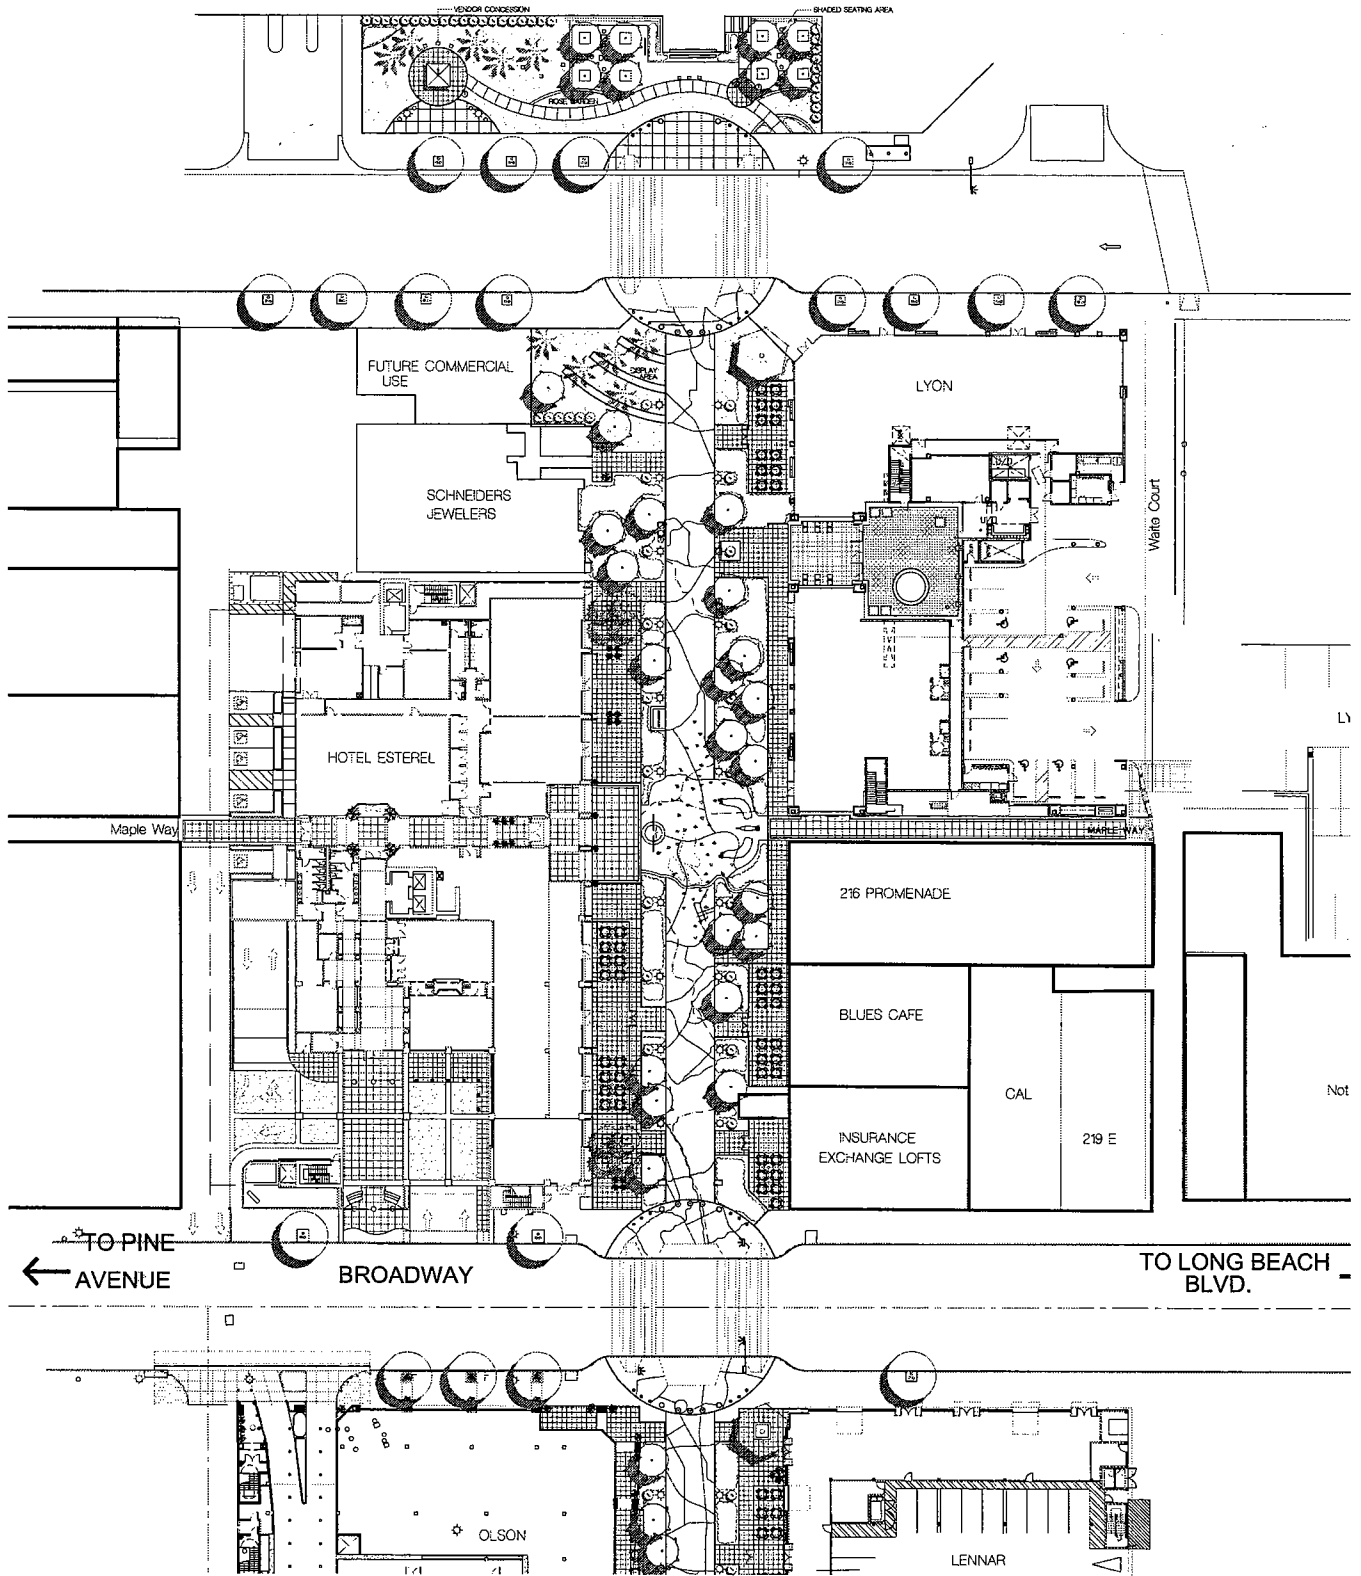 VENDOR CONCESSION
SHADED SEATING AREA
ROSE GARDEN
FUTURE COMMERCIAL
USE
DISPLAY
AREA
LYON
SCHNEIDERS
JEWELERS
Waite Court
LY
HOTEL ESTEREL
Maple Way
MAPLE WAY
216 PROMENADE
BLUES CAFE
CAL
Not
INSURANCE
EXCHANGE LOFTS
219 E
TO PINE
AVENUE
BROADWAY
TO LONG BEACH
BLVD.
OLSON
LENNAR